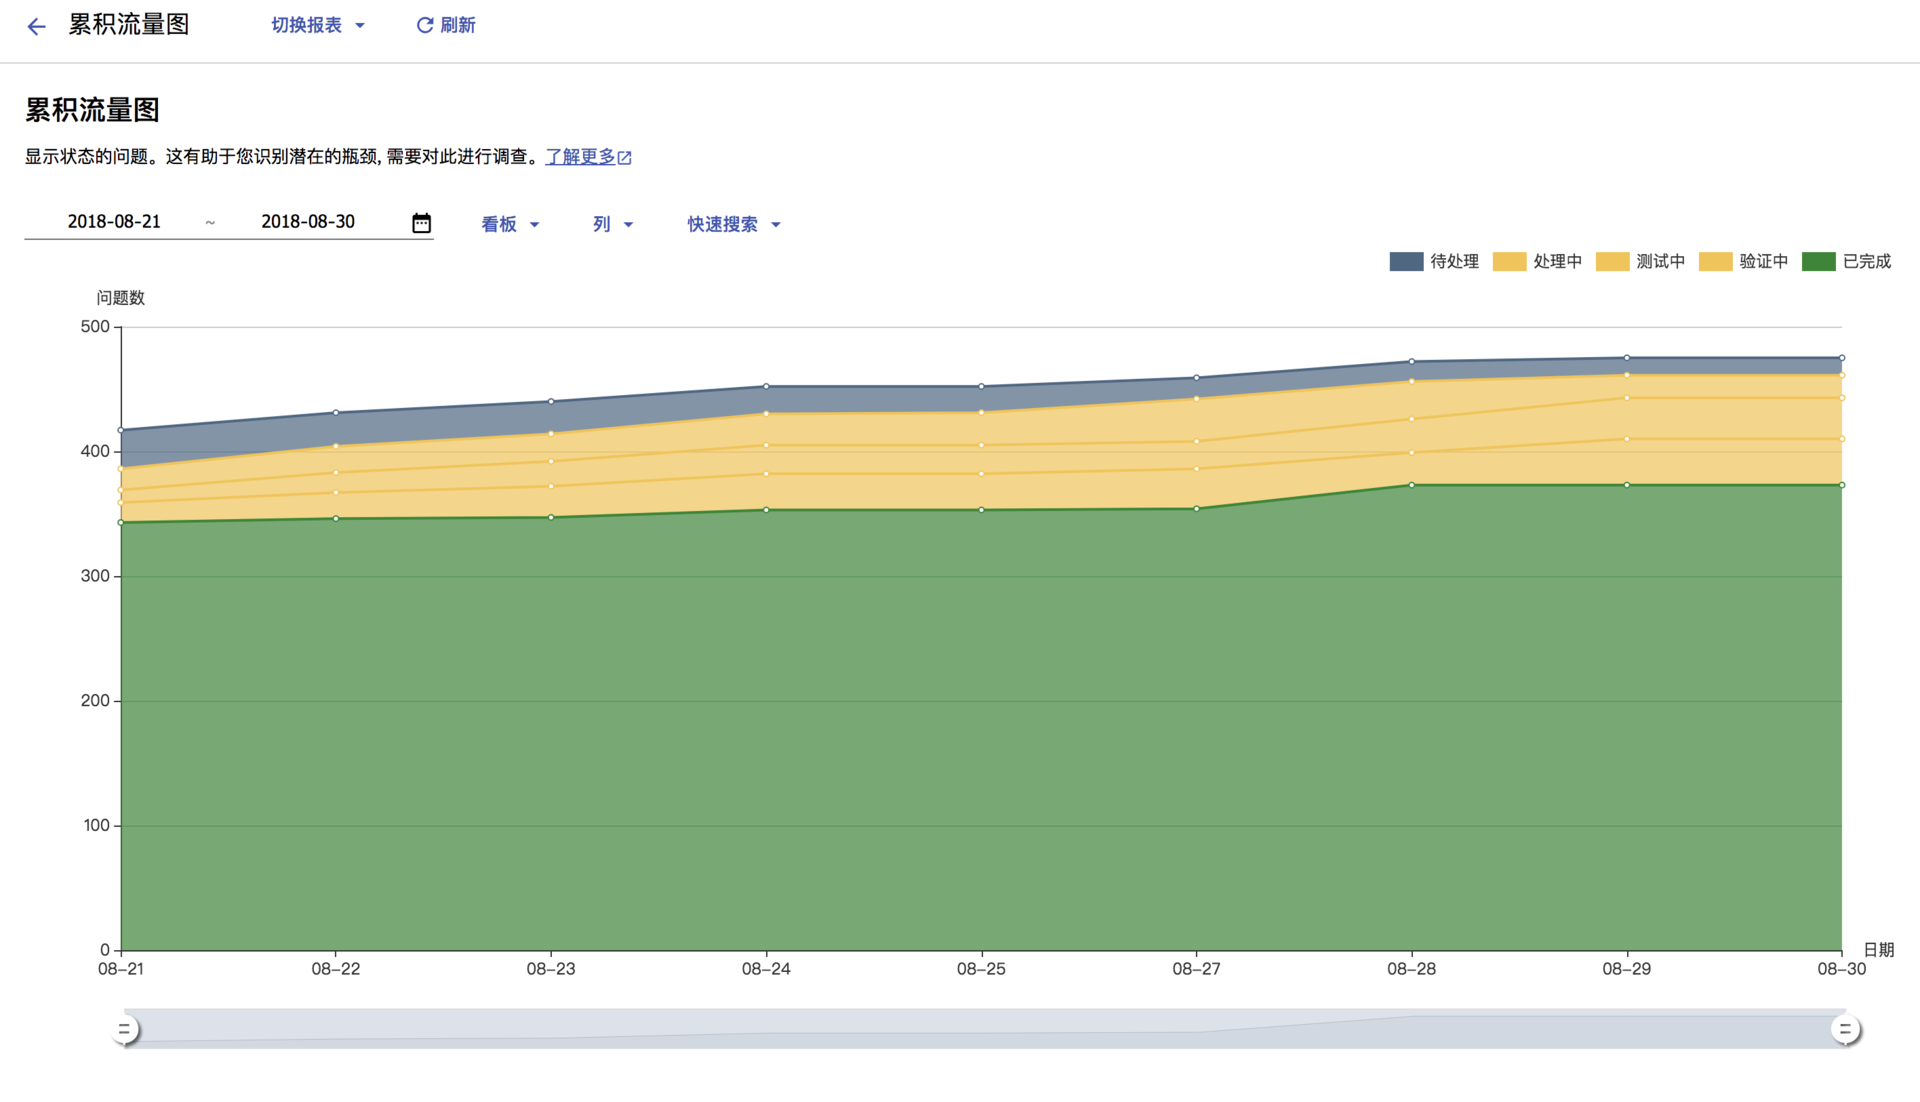 累积流量图 切换报表 刷新
累积流量图
显示状态的问题。这有助于您识别潜在的瓶颈, 需要对此进行调查。了解更多
2018-08-21 ~ 2018-08-30 看板 列 快速搜索
待处理 处理中 测试中 验证中 已完成
问题数
500
400
300
200
100
0
日期
08-21 08-22 08-23 08-24 08-25 08-27 08-28 08-29 08-30